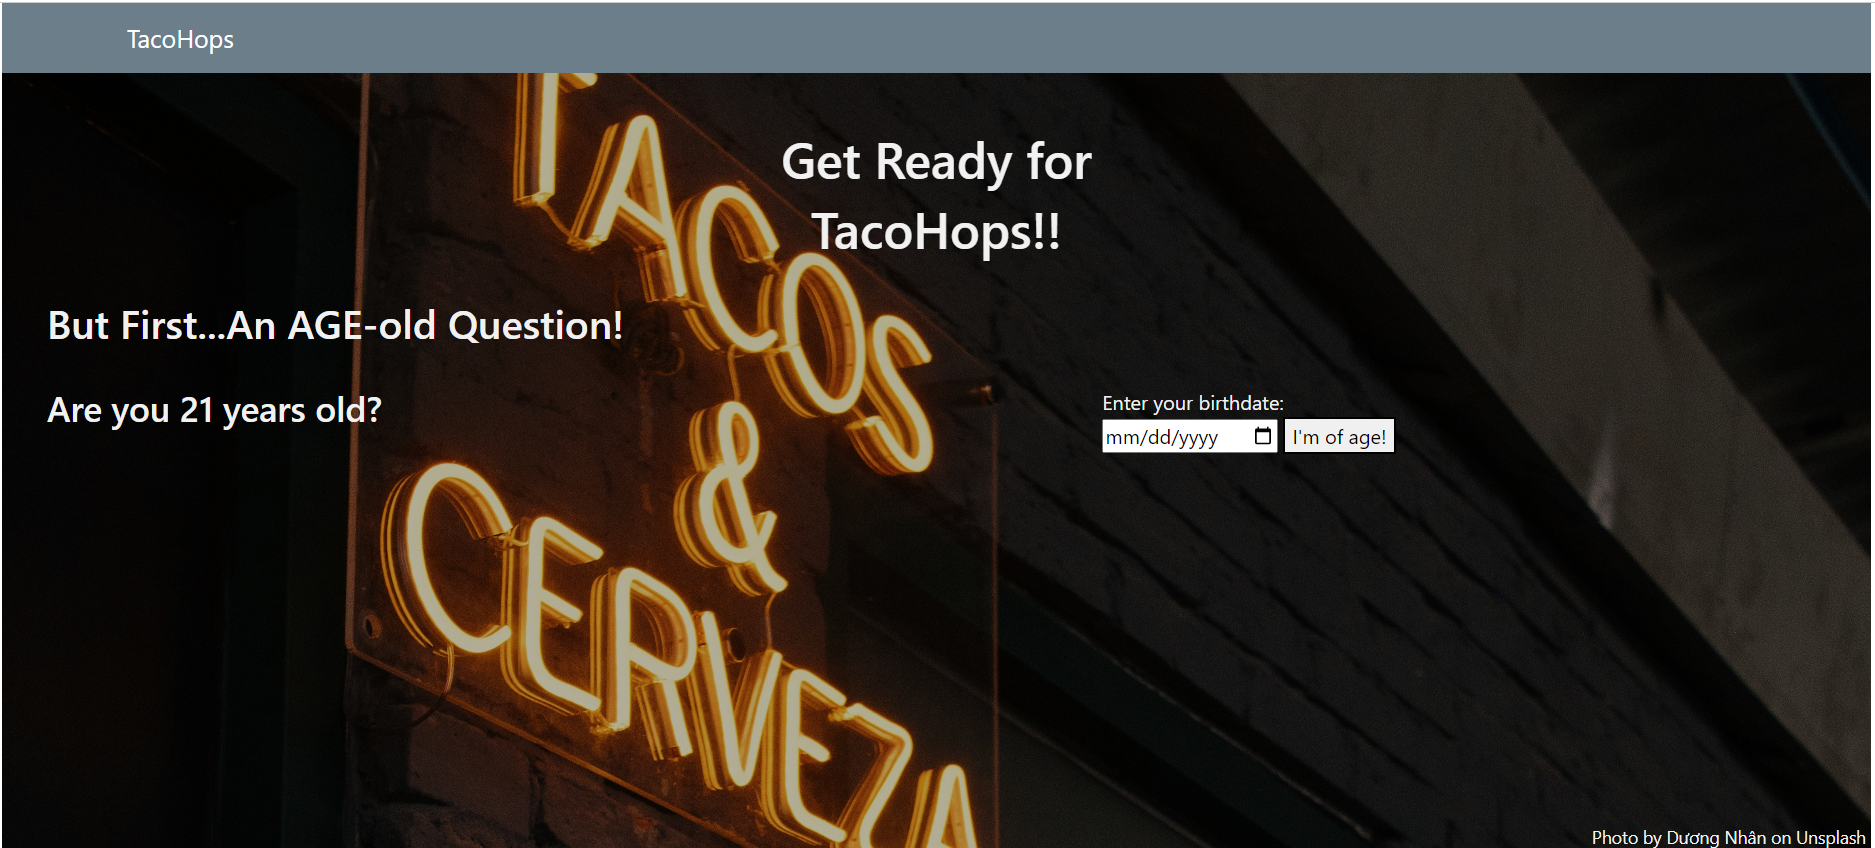 TacoHops
Get Ready for
TacoHops!!
But First...An AGE-old Question!
Are you 21 years old?
Enter your birthdate:
mm/dd/yyyy I'm of age!
TACOS
&
CERVEZA
Photo by Dương Nhân on Unsplash